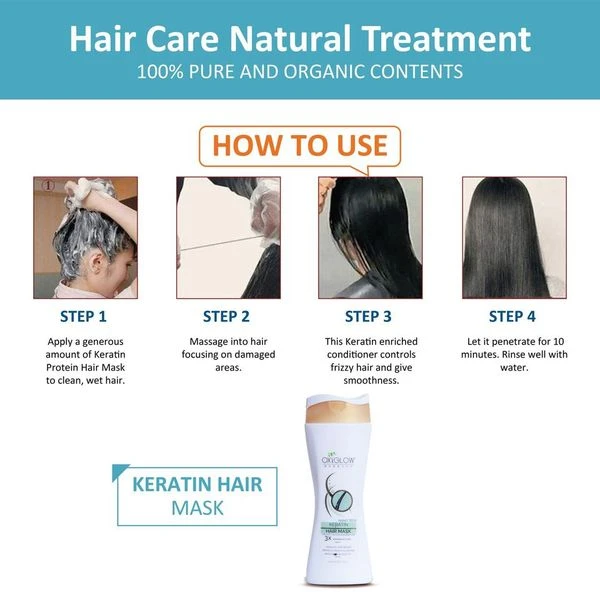 Hair Care Natural Treatment
100% PURE AND ORGANIC CONTENTS
HOW TO USE
1
STEP 1
Apply a generous
amount of Keratin
Protein Hair Mask
to clean, wet hair.
STEP 2
Massage into hair
focusing on damaged
areas.
STEP 3
This Keratin enriched
conditioner controls
frizzy hair and give
smoothness.
STEP 4
Let it penetrate for 10
minutes. Rinse well with
water.
KERATIN HAIR
MASK
OXYGLOW
KERATIN
HAIR MASK
3X